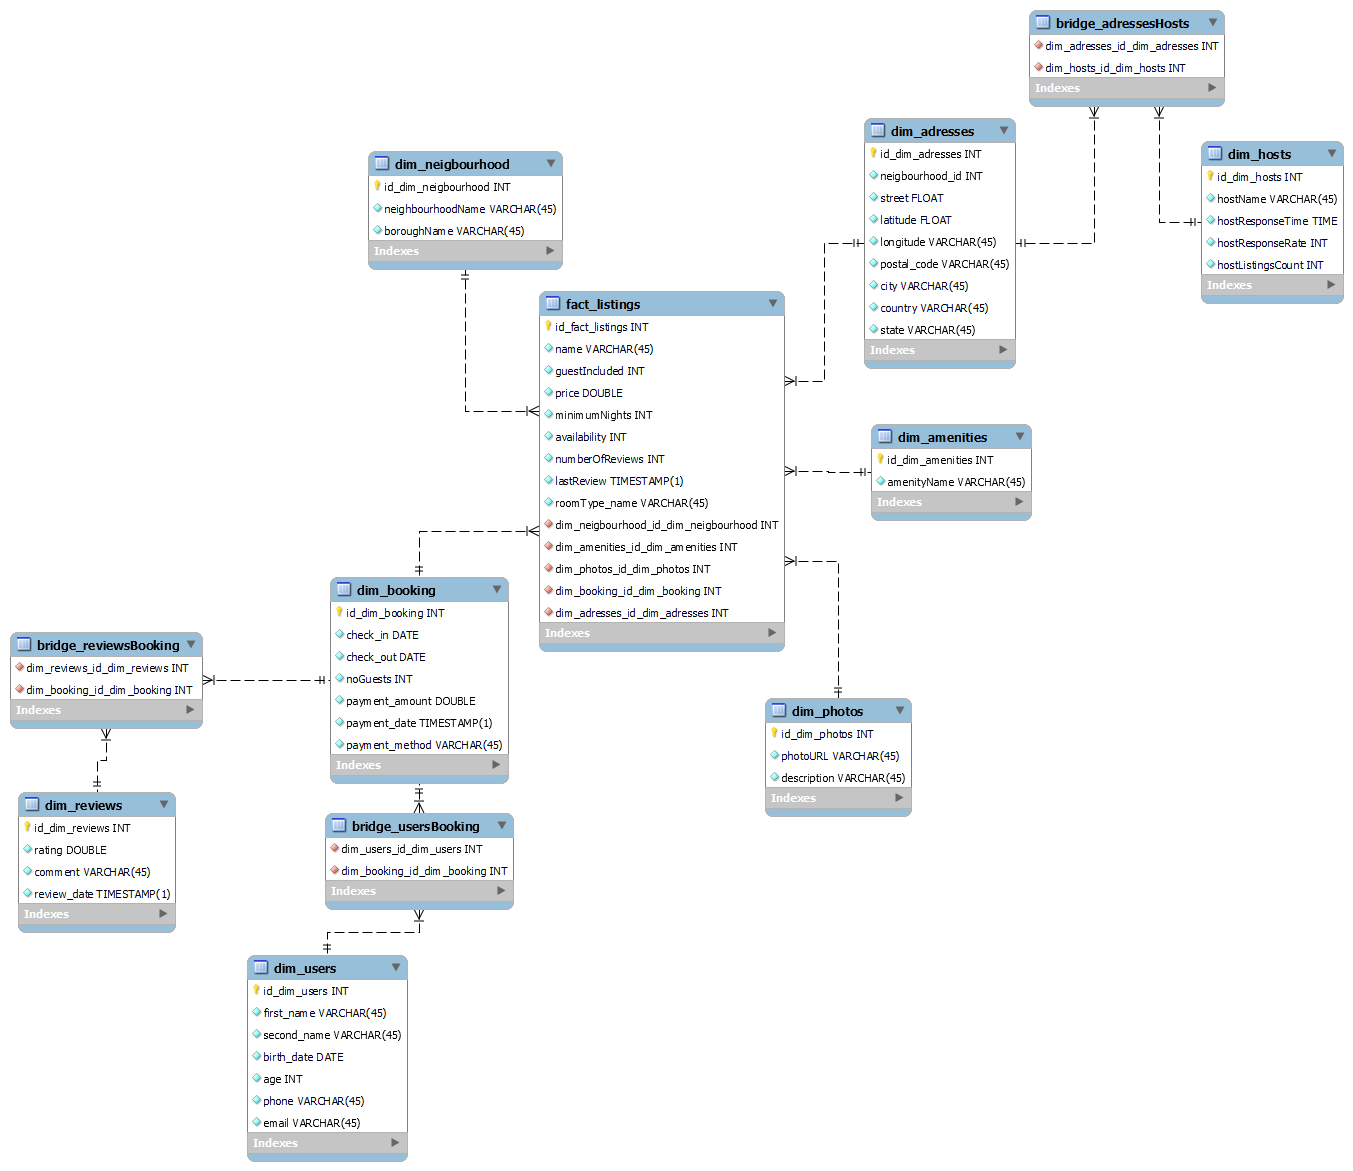 bridge_adressesHosts
dim_adresses_id_dim_adresses INT
dim_hosts_id_dim_hosts INT
Indexes
dim_adresses
id_dim_adresses INT
neigbourhood_id INT
street FLOAT
latitude FLOAT
longitude VARCHAR(45)
postal_code VARCHAR(45)
city VARCHAR(45)
country VARCHAR(45)
state VARCHAR(45)
Indexes
dim_hosts
id_dim_hosts INT
hostName VARCHAR(45)
hostResponseTime TIME
hostResponseRate INT
hostListingsCount INT
Indexes
dim_neigbourhood
id_dim_neigbourhood INT
neighbourhoodName VARCHAR(45)
boroughName VARCHAR(45)
Indexes
fact_listings
id_fact_listings INT
name VARCHAR(45)
guestIncluded INT
price DOUBLE
minimumNights INT
availability INT
numberOfReviews INT
lastReview TIMESTAMP(1)
roomType_name VARCHAR(45)
dim_neigbourhood_id_dim_neigbourhood INT
dim_amenities_id_dim_amenities INT
dim_photos_id_dim_photos INT
dim_booking_id_dim_booking INT
dim_adresses_id_dim_adresses INT
Indexes
dim_amenities
id_dim_amenities INT
amenityName VARCHAR(45)
Indexes
dim_booking
id_dim_booking INT
check_in DATE
check_out DATE
noGuests INT
payment_amount DOUBLE
payment_date TIMESTAMP(1)
payment_method VARCHAR(45)
Indexes
bridge_reviewsBooking
dim_reviews_id_dim_reviews INT
dim_booking_id_dim_booking INT
Indexes
dim_photos
id_dim_photos INT
photoURL VARCHAR(45)
description VARCHAR(45)
Indexes
dim_reviews
id_dim_reviews INT
rating DOUBLE
comment VARCHAR(45)
review_date TIMESTAMP(1)
Indexes
bridge_usersBooking
dim_users_id_dim_users INT
dim_booking_id_dim_booking INT
Indexes
dim_users
id_dim_users INT
first_name VARCHAR(45)
second_name VARCHAR(45)
birth_date DATE
age INT
phone VARCHAR(45)
email VARCHAR(45)
Indexes